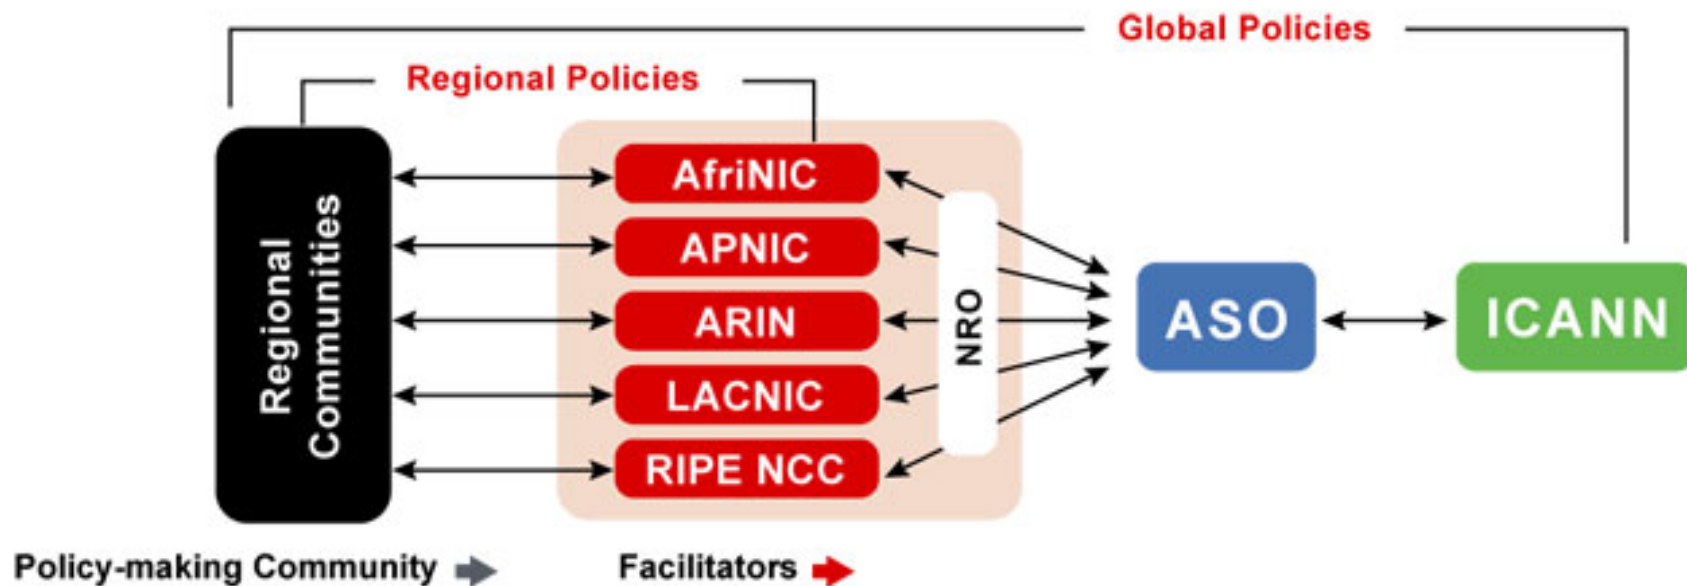 Global Policies
Regional Policies
Regional
Communities
AfriNIC
APNIC
ARIN
LACNIC
RIPE NCC
NRO
ASO
ICANN
Policy-making Community
Facilitators